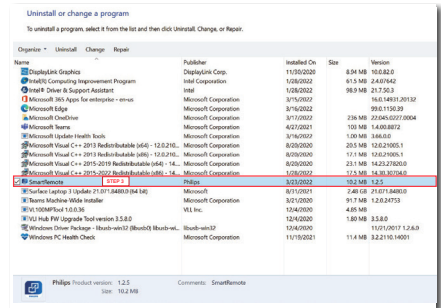 Uninstall or change a program
To uninstall a program, select it from the list and then click Uninstall, Change, or Repair.
Organize Uninstall Change Repair
Name Publisher Installed On Size Version
DisplayLink Graphics DisplayLink Corp. 11/30/2020 8.94 MB 10.0.82.0
Intel(R) Computing Improvement Program Intel Corporation 1/28/2022 61.5 MB 2.4.07642
Intel® Driver & Support Assistant Intel 1/28/2022 98.9 MB 21.7.50.3
Microsoft 365 Apps for enterprise - en-us Microsoft Corporation 3/15/2022 16.0.14931.20132
Microsoft Edge Microsoft Corporation 3/16/2022 99.0.1150.39
Microsoft OneDrive Microsoft Corporation 3/17/2022 236 MB 22.045.0227.0004
Microsoft Teams Microsoft Corporation 4/27/2021 103 MB 1.4.00.8872
Microsoft Update Health Tools Microsoft Corporation 3/16/2022 1.00 MB 3.66.0.0
Microsoft Visual C++ 2013 Redistributable (x64) - 12.0.210... Microsoft Corporation 8/20/2020 20.5 MB 12.0.21005.1
Microsoft Visual C++ 2013 Redistributable (x86) - 12.0.210... Microsoft Corporation 8/20/2020 17.1 MB 12.0.21005.1
Microsoft Visual C++ 2015-2019 Redistributable (x64) - 14... Microsoft Corporation 8/20/2020 23.1 MB 14.23.27820.0
Microsoft Visual C++ 2015-2022 Redistributable (x86) - 14... Microsoft Corporation 1/28/2022 17.5 MB 14.30.30704.0
SmartRemote STEP 3 Philips 3/23/2022 10.2 MB 1.2.5
Surface Laptop 3 Update 21.071.8480.0 (64 bit) Microsoft 8/31/2021 2.48 MB 21.071.8480.0
Teams Machine-Wide Installer Microsoft Corporation 3/21/2022 91.7 MB 1.2.0.24753
VL100MPTool 1.0.0.36 VLI, Inc. 12/4/2020 4.85 MB
VLI Hub FW Upgrade Tool version 3.5.8.0 12/4/2020 1.80 MB 3.5.8.0
Windows Driver Package - libusb-win32 (libusb0) libusb-wi... libusb-win32 12/4/2020 11/21/2017 1.2.6.0
Windows PC Health Check Microsoft Corporation 11/19/2021 11.4 MB 3.2.2110.14001
Philips Product version: 1.2.5 Comments: SmartRemote
Size: 10.2 MB